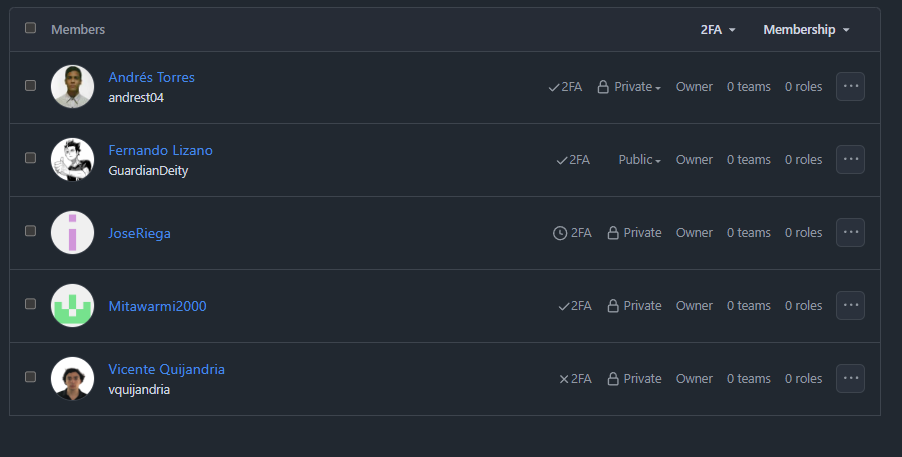 Members 2FA Membership
Andrés Torres
andrest04
2FA Private Owner 0 teams 0 roles
Fernando Lizano
GuardianDeity
2FA Public Owner 0 teams 0 roles
JoseRiega
2FA Private Owner 0 teams 0 roles
Mitawarmi2000
2FA Private Owner 0 teams 0 roles
Vicente Quijandria
vquijandria
2FA Private Owner 0 teams 0 roles